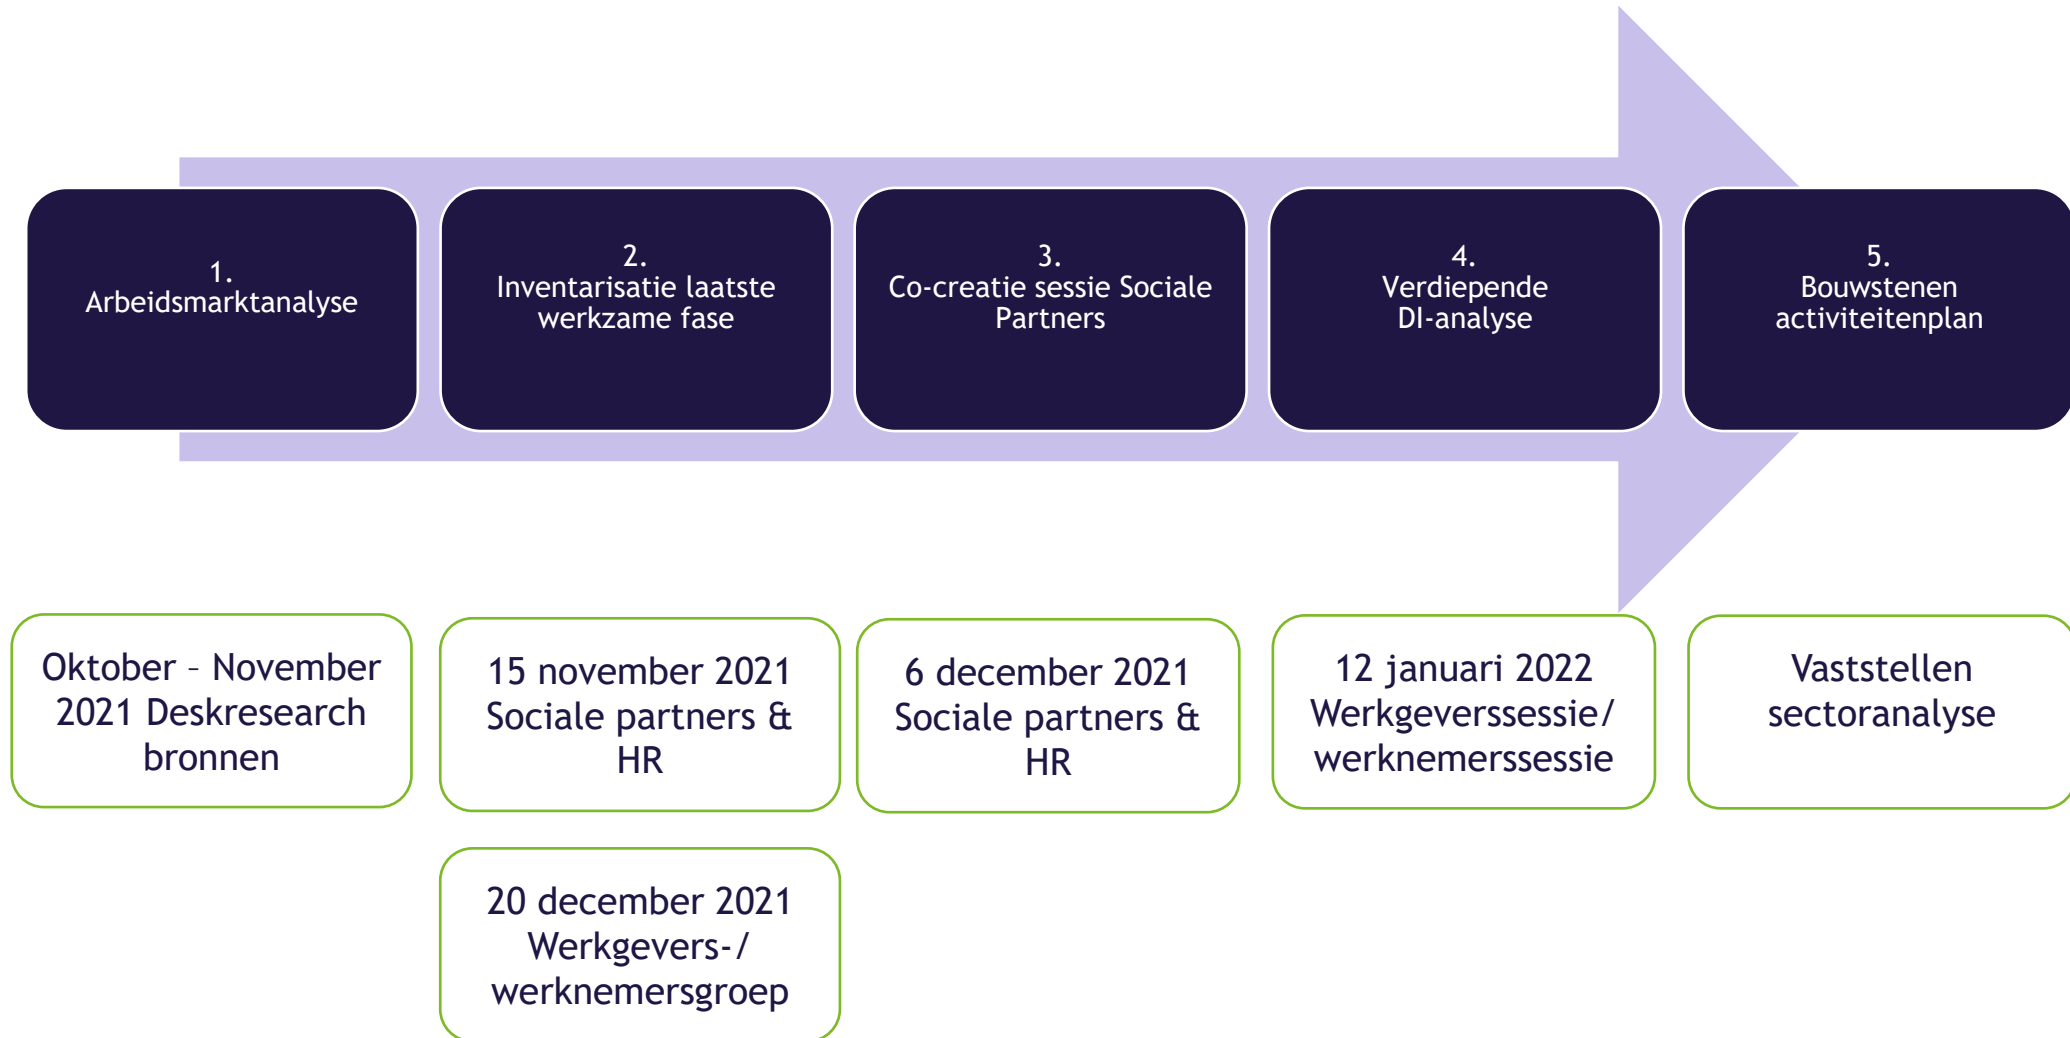 1.
Arbeidsmarktanalyse
2.
Inventarisatie laatste
werkzame fase
3.
Co-creatie sessie Sociale
Partners
4.
Verdiepende
DI-analyse
5.
Bouwstenen
activiteitenplan
Oktober – November
2021 Deskresearch
bronnen
15 november 2021
Sociale partners &
HR
6 december 2021
Sociale partners &
HR
12 januari 2022
Werkgeverssessie/
werknemerssessie
Vaststellen
sectoranalyse
20 december 2021
Werkgevers-/
werknemersgroep